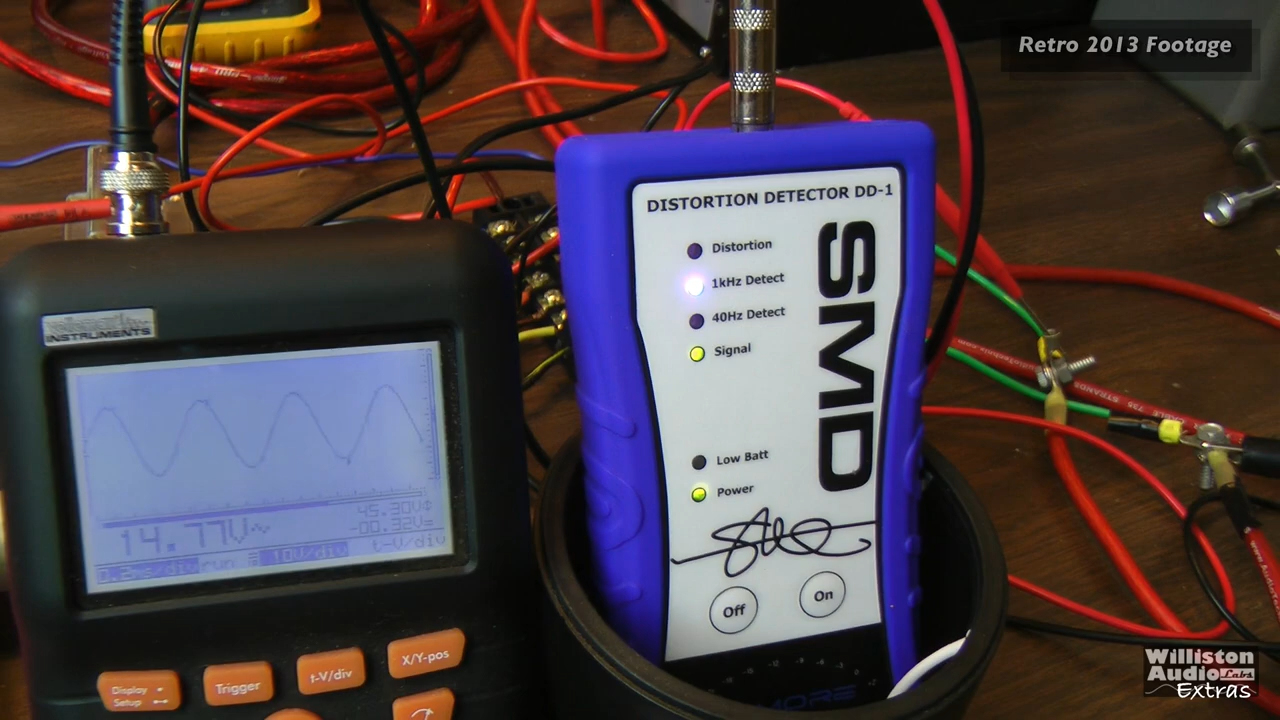 Retro 2013 Footage
DISTORTION DETECTOR DD-1
Distortion
1kHz Detect
40Hz Detect
Signal
SMD
Low Batt
Power
Off
On
INSTRUMENTS
45.30V
14.77V~
-00.32V=
t-V/div
0.2ms/div run
10V/div
Display
Setup
Trigger
t-V/div
X/Y-pos
Williston
Audio Labs
Extras